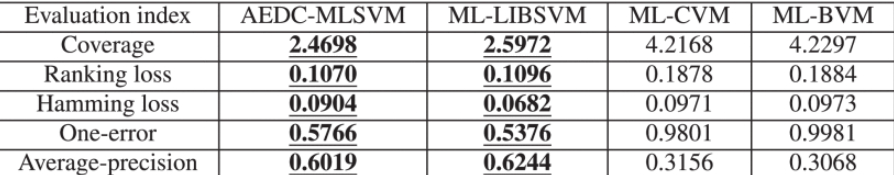 Evaluation index AEDC-MLSVM ML-LIBSVM ML-CVM ML-BVM
Coverage 2.4698 2.5972 4.2168 4.2297
Ranking loss 0.1070 0.1096 0.1878 0.1884
Hamming loss 0.0904 0.0682 0.0971 0.0973
One-error 0.5766 0.5376 0.9801 0.9981
Average-precision 0.6019 0.6244 0.3156 0.3068